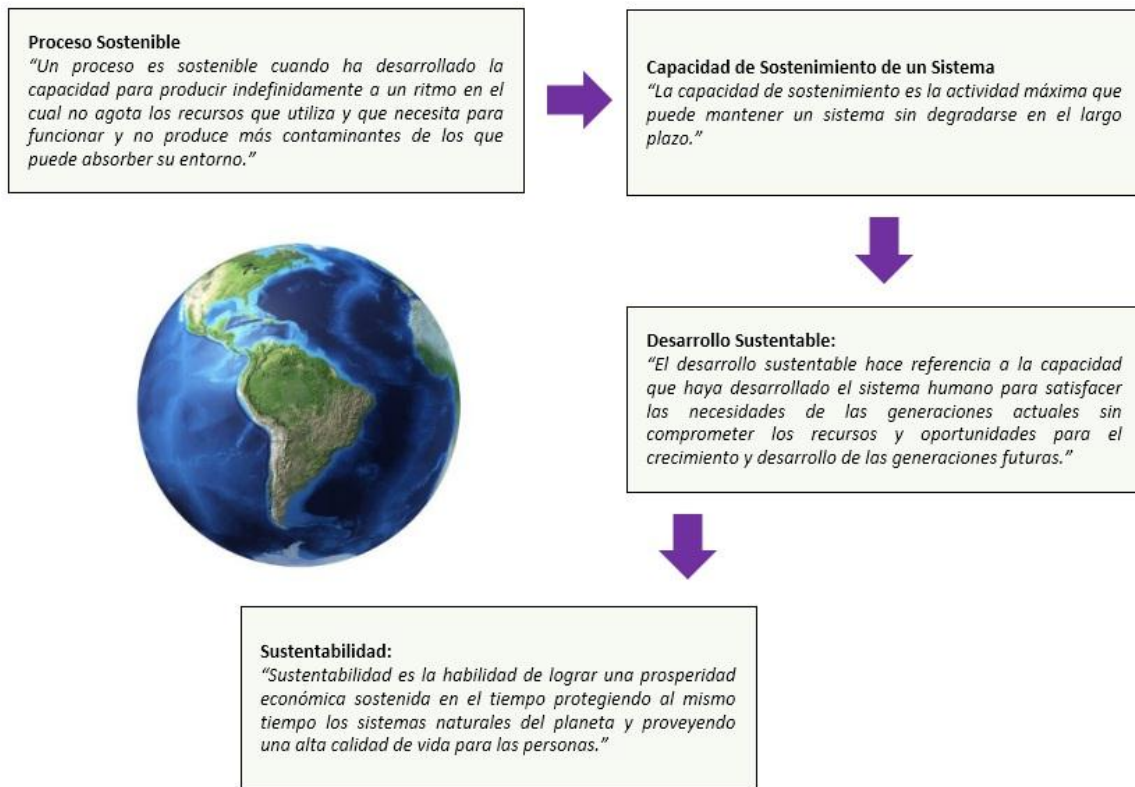 Proceso Sostenible
“Un proceso es sostenible cuando ha desarrollado la
capacidad para producir indefinidamente a un ritmo en el
cual no agota los recursos que utiliza y que necesita para
funcionar y no produce más contaminantes de los que
puede absorber su entorno.”
Capacidad de Sostenimiento de un Sistema
“La capacidad de sostenimiento es la actividad máxima que
puede mantener un sistema sin degradarse en el largo
plazo.”
Desarrollo Sustentable:
“El desarrollo sustentable hace referencia a la capacidad
que haya desarrollado el sistema humano para satisfacer
las necesidades de las generaciones actuales sin
comprometer los recursos y oportunidades para el
crecimiento y desarrollo de las generaciones futuras.”
Sustentabilidad:
“Sustentabilidad es la habilidad de lograr una prosperidad
económica sostenida en el tiempo protegiendo al mismo
tiempo los sistemas naturales del planeta y proveyendo
una alta calidad de vida para las personas.”